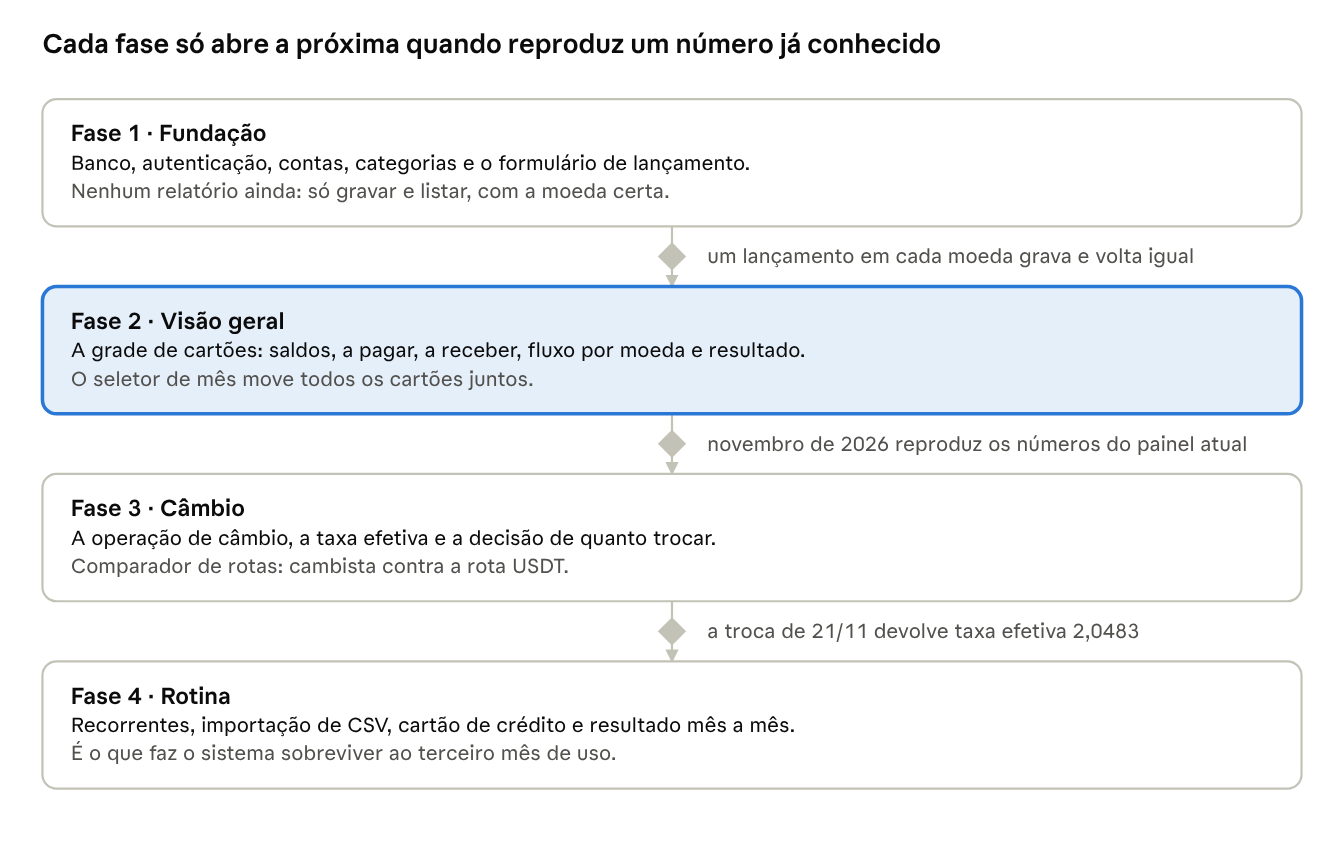 Cada fase só abre a próxima quando reproduz um número já conhecido
Fase 1 · Fundação
Banco, autenticação, contas, categorias e o formulário de lançamento.
Nenhum relatório ainda: só gravar e listar, com a moeda certa.
um lançamento em cada moeda grava e volta igual
Fase 2 · Visão geral
A grade de cartões: saldos, a pagar, a receber, fluxo por moeda e resultado.
O seletor de mês move todos os cartões juntos.
novembro de 2026 reproduz os números do painel atual
Fase 3 · Câmbio
A operação de câmbio, a taxa efetiva e a decisão de quanto trocar.
Comparador de rotas: cambista contra a rota USDT.
a troca de 21/11 devolve taxa efetiva 2,0483
Fase 4 · Rotina
Recorrentes, importação de CSV, cartão de crédito e resultado mês a mês.
É o que faz o sistema sobreviver ao terceiro mês de uso.